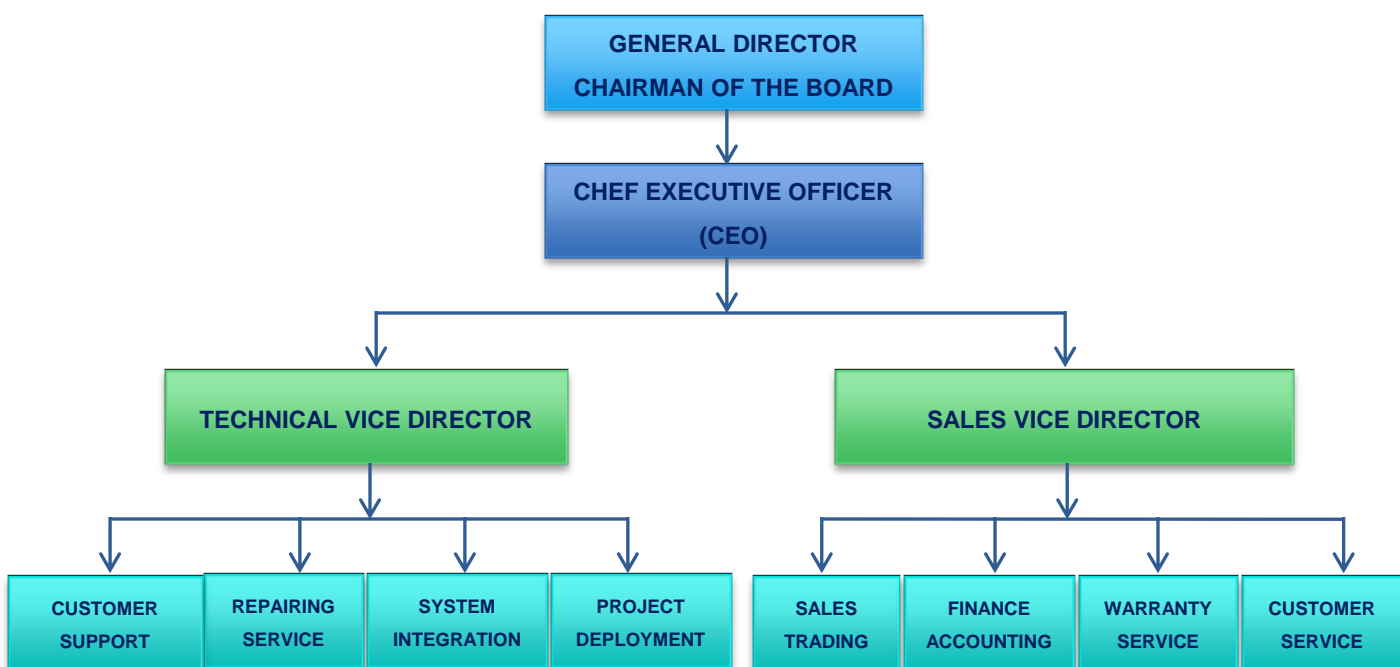 GENERAL DIRECTOR
CHAIRMAN OF THE BOARD
CHEF EXECUTIVE OFFICER
(CEO)
TECHNICAL VICE DIRECTOR
SALES VICE DIRECTOR
CUSTOMER
SUPPORT
REPAIRING
SERVICE
SYSTEM
INTEGRATION
PROJECT
DEPLOYMENT
SALES
TRADING
FINANCE
ACCOUNTING
WARRANTY
SERVICE
CUSTOMER
SERVICE